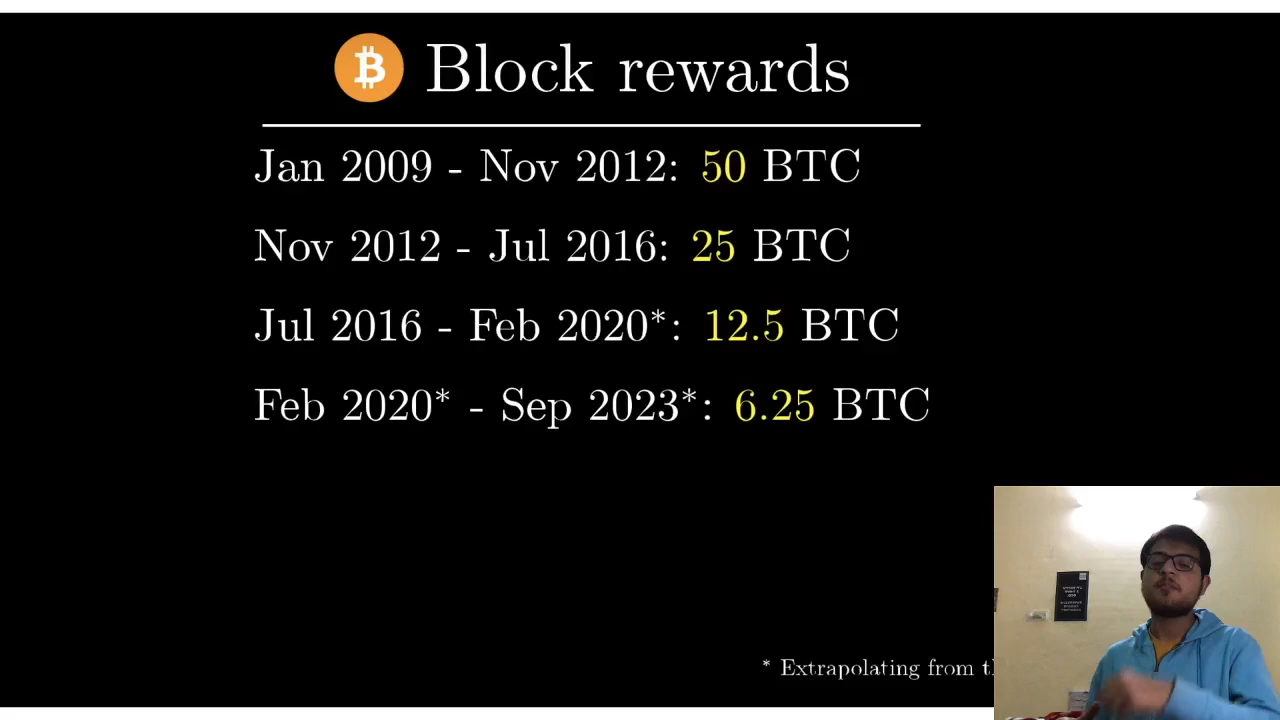 Block rewards
Jan 2009 - Nov 2012: 50 BTC
Nov 2012 - Jul 2016: 25 BTC
Jul 2016 - Feb 2020*: 12.5 BTC
Feb 2020* - Sep 2023*: 6.25 BTC
* Extrapolating from